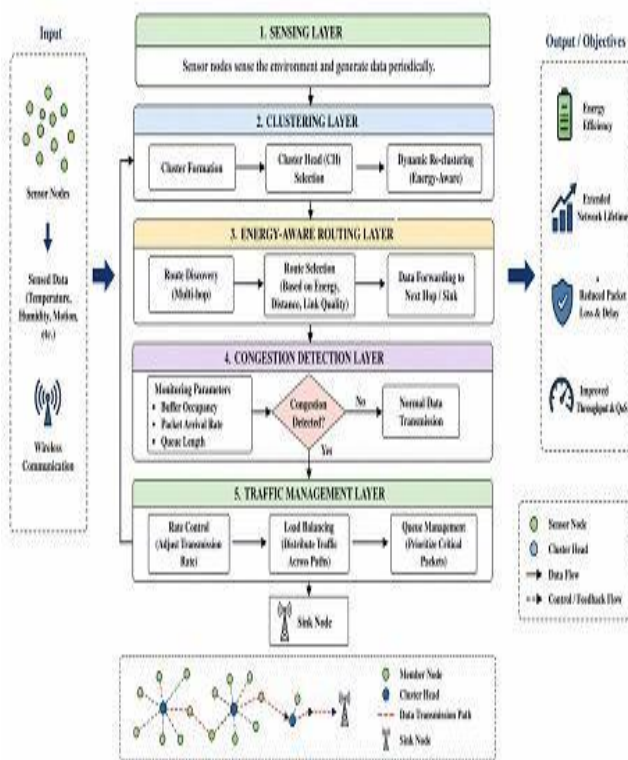 Input
Sensor Nodes
Sensed Data
(Temperature,
Humidity, Motion,
etc.)
Wireless
Communication
1. SENSING LAYER
Sensor nodes sense the environment and generate data periodically.
2. CLUSTERING LAYER
Cluster Formation
Cluster Head (CH)
Selection
Dynamic Re-clustering
(Energy-Aware)
3. ENERGY-AWARE ROUTING LAYER
Route Discovery
(Multi-hop)
Route Selection
(Based on Energy,
Distance, Link Quality)
Data Forwarding to
Next Hop / Sink
4. CONGESTION DETECTION LAYER
Monitoring Parameters
• Buffer Occupancy
• Packet Arrival Rate
• Queue Length
Congestion
Detected?
No
Yes
Normal Data
Transmission
5. TRAFFIC MANAGEMENT LAYER
Rate Control
(Adjust Transmission
Rate)
Load Balancing
(Distribute Traffic
Across Paths)
Queue Management
(Prioritize Critical
Packets)
Sink Node
Member Node
Cluster Head
Data Transmission Path
Sink Node
Output / Objectives
Energy
Efficiency
Extended
Network Lifetime
Reduced Packet
Loss & Delay
Improved
Throughput & QoS
Sensor Node
Cluster Head
Data Flow
Control / Feedback Flow